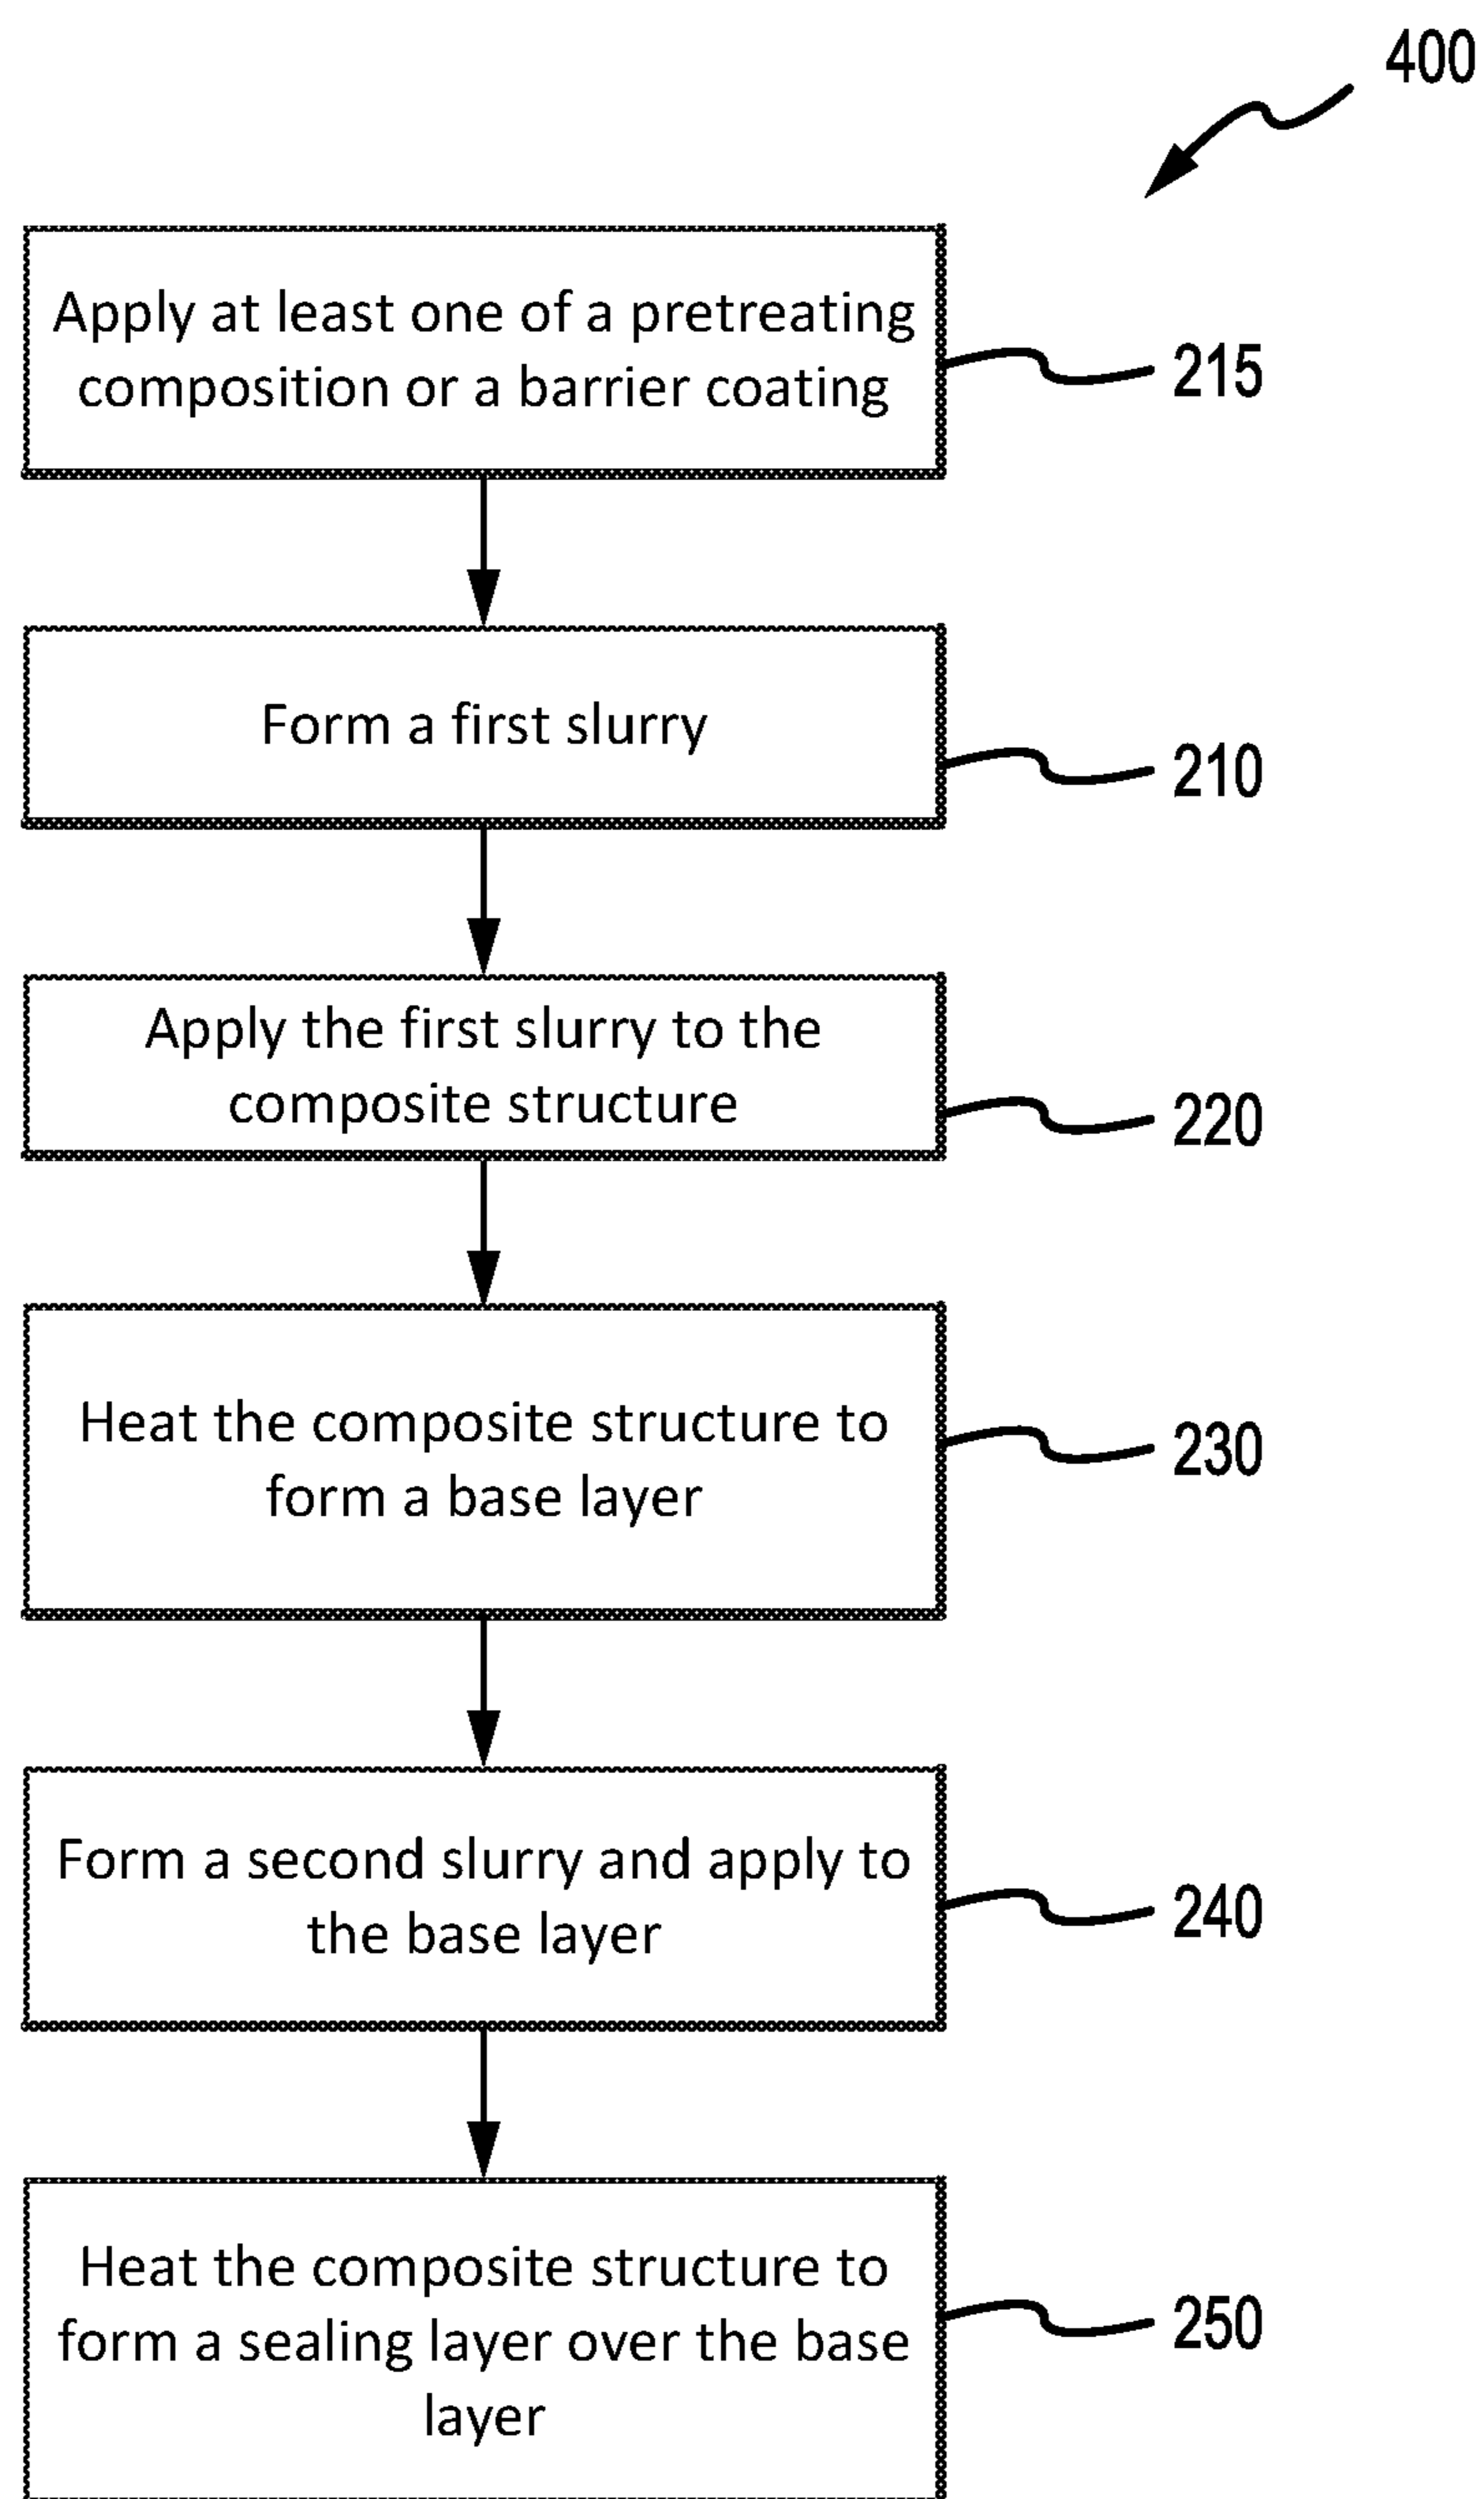 400
Apply at least one of a pretreating
composition or a barrier coating
215
Form a first slurry
210
Apply the first slurry to the
composite structure
220
Heat the composite structure to
form a base layer
230
Form a second slurry and apply to
the base layer
240
Heat the composite structure to
form a sealing layer over the base
layer
250